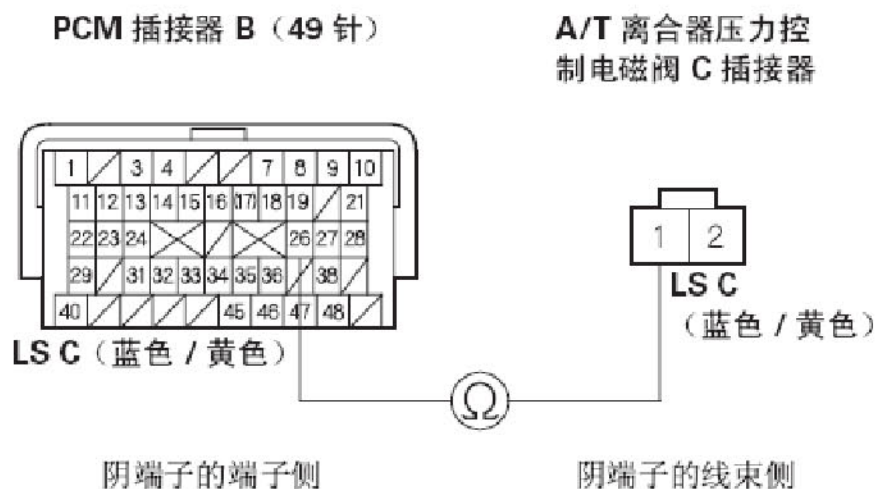 PCM 插接器 B（49 针）
A/T 离合器压力控
制电磁阀 C 插接器
1 3 4 7 8 9 10
11 12 13 14 15 16 (17) 18 19 21
22 23 24 26 27 28
29 31 32 33 34 35 36 38
40 45 46 47 48
1 2
LS C
（蓝色 / 黄色）
LS C（蓝色 / 黄色）
Ω
阴端子的端子侧
阴端子的线束侧